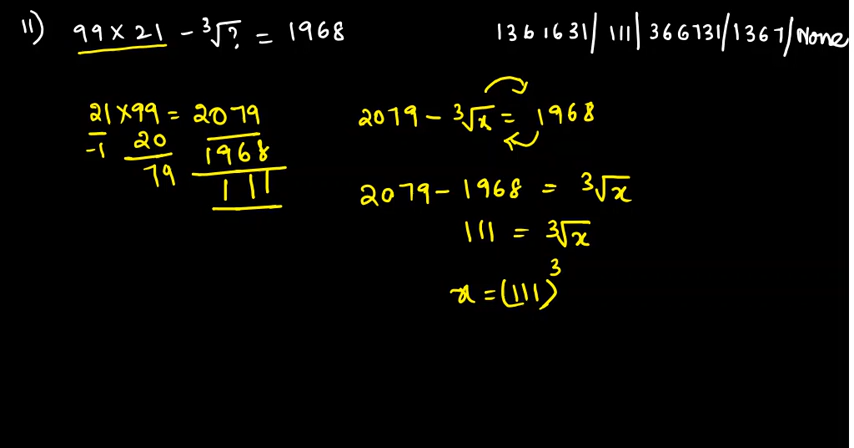 11) 99 × 21 - ³√? = 1968
1361631 / 111 / 366731 / 1367 / None
21 × 99 = 2079
-1 20 1968
79 111
2079 - ³√x = 1968
2079 - 1968 = ³√x
111 = ³√x
x = (111)³